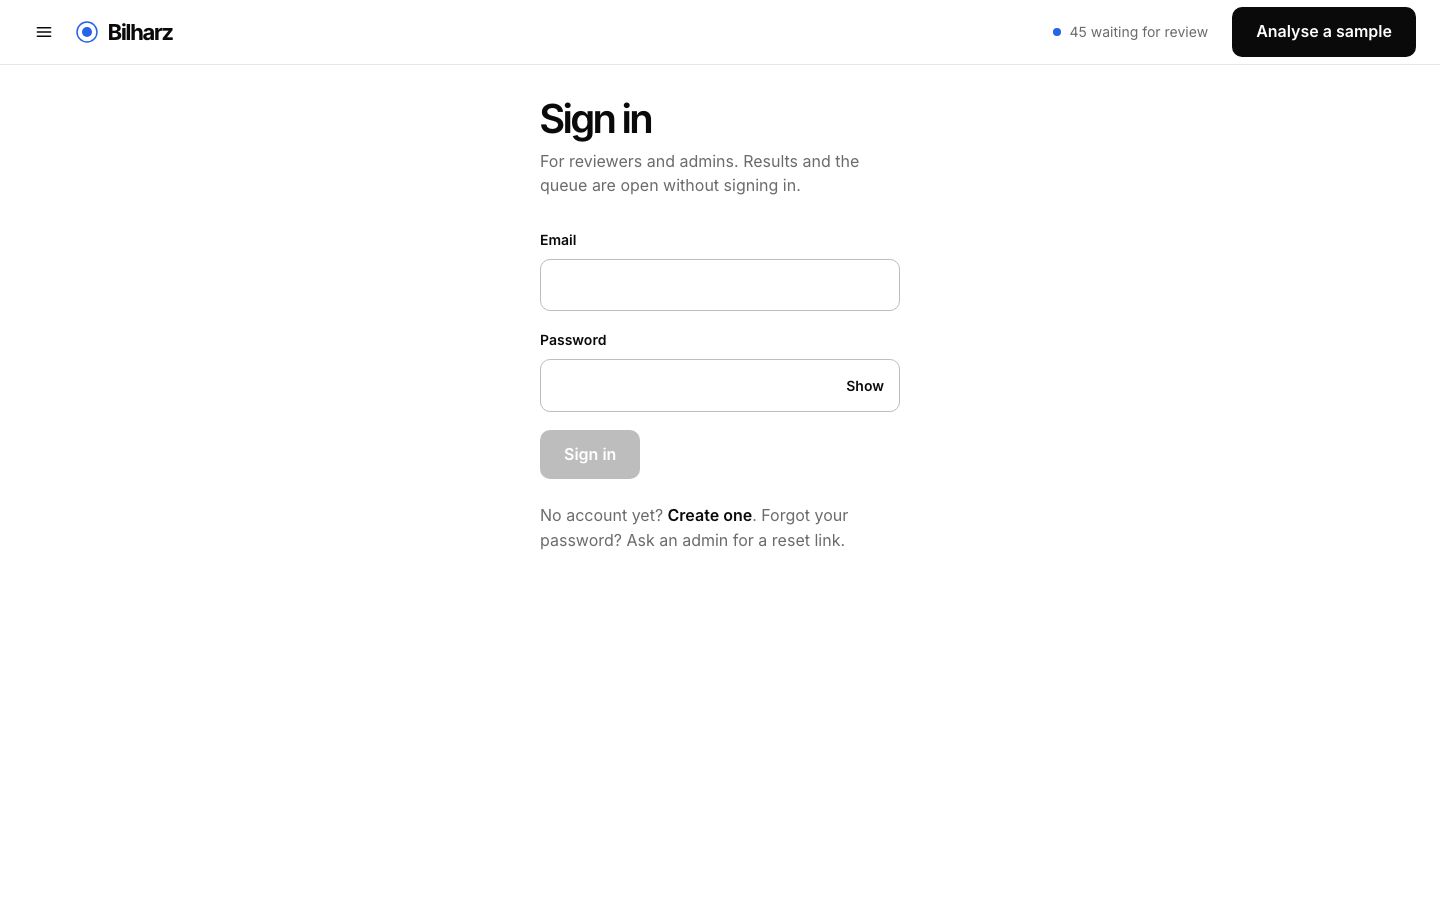 Bilharz
45 waiting for review
Analyse a sample
Sign in
For reviewers and admins. Results and the
queue are open without signing in.
Email
Password
Show
Sign in
No account yet? Create one. Forgot your
password? Ask an admin for a reset link.